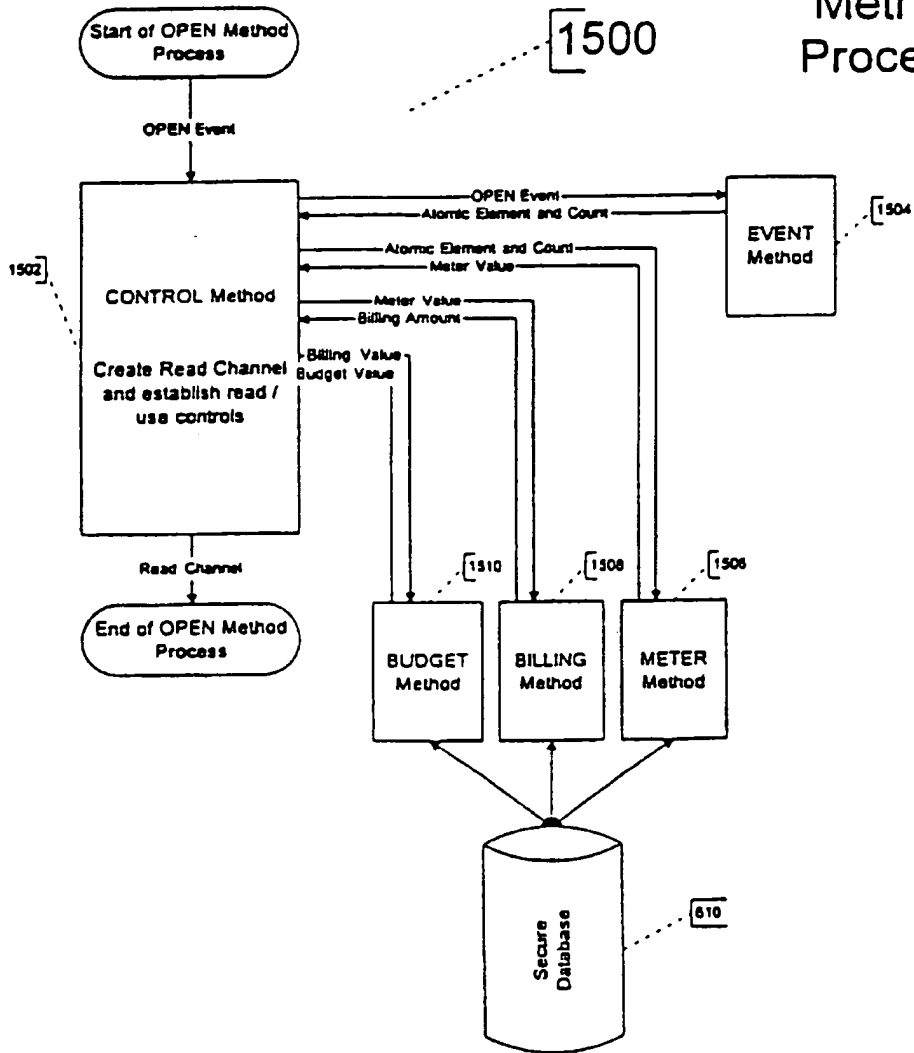 Start of OPEN Method
Process
1500
Proce
OPEN Event
OPEN Event
Atomic Element and Count
EVENT
Method
1504
Atomic Element and Count
Meter Value
1502
CONTROL Method
Meter Value
Billing Amount
Create Read Channel
and establish read /
use controls
Billing Value
Budget Value
Read Channel
1510
1508
1506
End of OPEN Method
Process
BUDGET
Method
BILLING
Method
METER
Method
Secure
Database
610